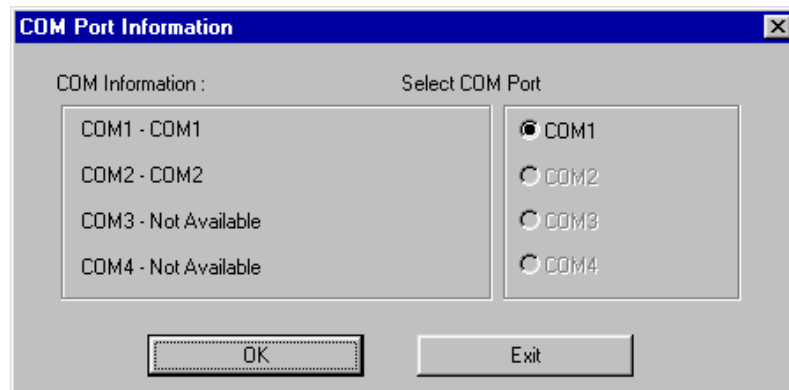 COM Port Information
COM Information :
Select COM Port
COM1 - COM1
COM1
COM2 - COM2
COM2
COM3 - Not Available
COM3
COM4 - Not Available
COM4
OK
Exit